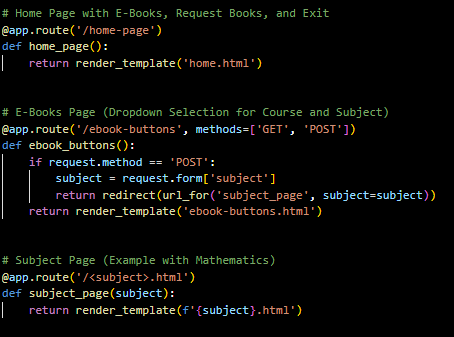 # Home Page with E-Books, Request Books, and Exit
@app.route('/home-page')
def home_page():
    return render_template('home.html')
# E-Books Page (Dropdown Selection for Course and Subject)
@app.route('/ebook-buttons', methods=['GET', 'POST'])
def ebook_buttons():
    if request.method == 'POST':
        subject = request.form['subject']
        return redirect(url_for('subject_page', subject=subject))
    return render_template('ebook-buttons.html')
# Subject Page (Example with Mathematics)
@app.route('/<subject>.html')
def subject_page(subject):
    return render_template(f'{subject}.html')